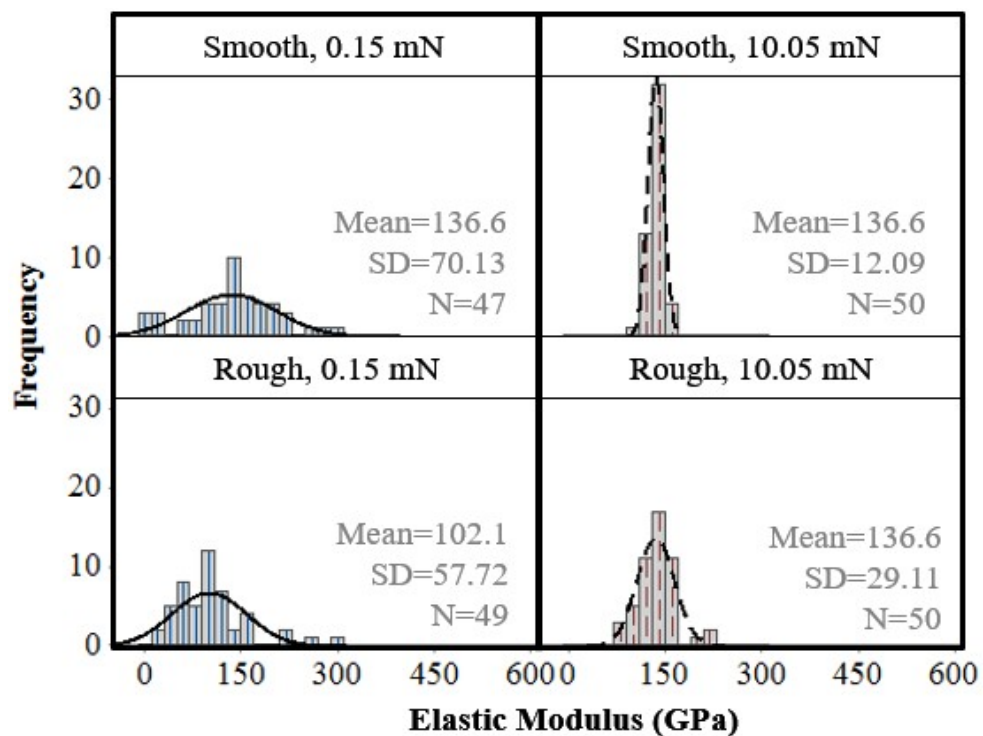 Smooth, 0.15 mN
Smooth, 10.05 mN
30
20
10
0
Mean=136.6
SD=70.13
N=47
Mean=136.6
SD=12.09
N=50
Frequency
Rough, 0.15 mN
Rough, 10.05 mN
30
20
10
0
Mean=102.1
SD=57.72
N=49
Mean=136.6
SD=29.11
N=50
0 150 300 450 600 0 150 300 450 600
Elastic Modulus (GPa)